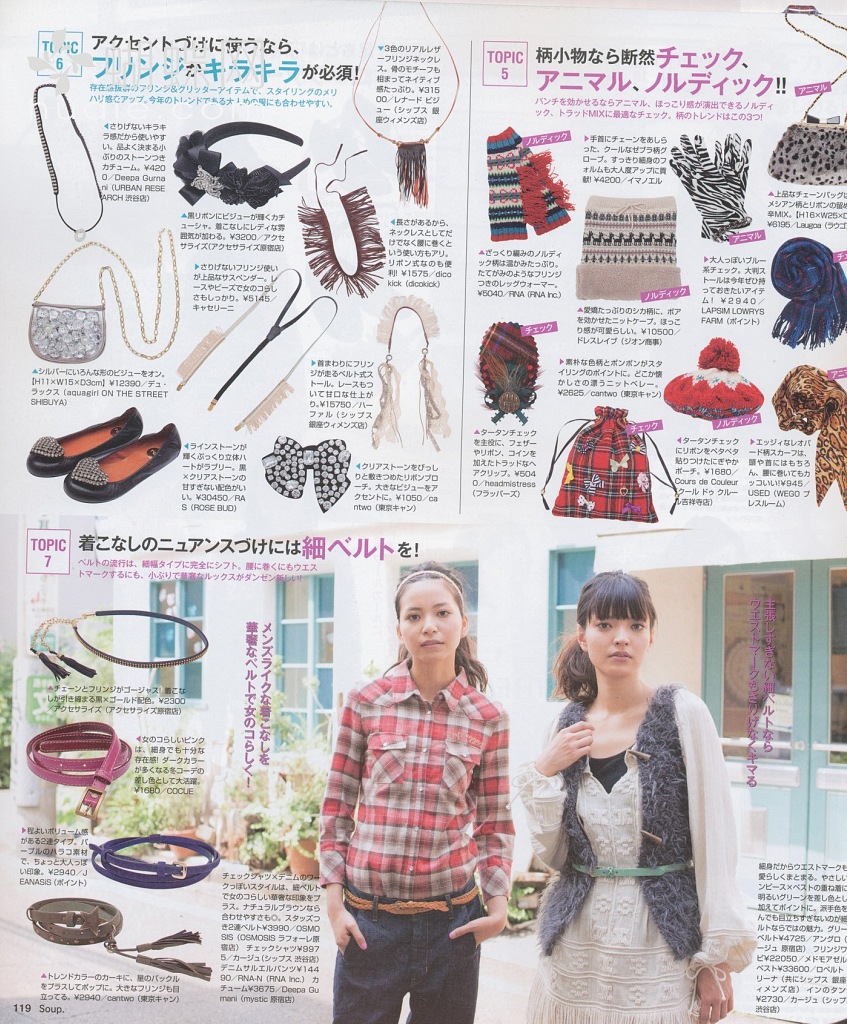 TOPIC 6
アクセントづけに使うなら、
フリンジかキラキラが必須!
存在感抜群のフリンジ&グリッターアイテムで、スタイリングのメリ
ハリ感もアップ。今年のトレンドである大人め
服にも合わせやすい。
◀さりげないキラキ
ラ感だから使いやす
い。品よく決まる小
ぶりのストーンつき
カチューム。¥420
0/Deepa Gurna
ni(URBAN RESE
ARCH 渋谷店)
▲黒リボンにビジューが輝くカチ
ューシャ。着こなしにレディな雰
囲気が加わる。¥3200/アクセ
サライズ(アクセサライズ原宿店)
▼3色のリアルレザ
ーフリンジネックレ
ス。骨のモチーフも
相まってネイティブ
感たっぷり。¥315
0/レナード ビジ
ュー(シップス 銀
座ウィメンズ店)
◀長さがあるから、
ネックレスとしてだ
けでなく腰に巻くと
いう使い方もアリ。
リボン式なのも便
利! ¥1575/dico
kick(dicokick)
▶さりげないフリンジ使い
が上品なサスペンダー。レ
ースやビーズで女のコらし
さもしっかり。¥5145/
キャセリーニ
▲シルバーにいろんな形のビジューをオン。
【H11×W15×D3cm】¥12390/デュ・
ラックス(aquagirl ON THE STREET
SHIBUYA)
▶首まわりにフリン
ジが走るベルト式ス
トール。レースもつ
いて甘口な仕上が
り。¥15750/ハー
ファル(シップス
銀座ウィメンズ店)
◀ラインストーンが
輝くぷっくり立体ハ
ートがラブリー。黒
×クリアストーンの
甘すぎない配色がい
い。¥30450/RA
S(ROSE BUD)
◀クリアストーンをびっし
りと敷きつめたリボンブロ
ーチ。大きなビジューをア
クセントに。¥1050/ca
ntwo(東京キャン)
TOPIC 5
柄小物なら断然チェック、
アニマル、ノルディック!!
パンチを効かせるならアニマル、ほっこり感が演出できるノルディ
ック、トラッドMIXに最適なチェック。柄のトレンドはこの3つ!
ノルディック
▲ざっくり編みのノルディ
ック柄は温かみたっぷり。
たてがみのようなフリンジ
つきのレッグウォーマー。
¥5040/RNA(RNA Inc.)
▶手首にチェーンをあしら
った、クールなゼブラ柄グ
ローブ。すっきり細身のフ
ォルムも大人度アップに貢
献! ¥4200/イマノエル
アニマル
アニマル
▲上品なチェーンバッグは
メシアン柄とリボンの留め
辛MIX。【H16×W25×D
¥6195/Laugoa(ラウゴ
ノルディック
▲愛嬌たっぷりのシカ柄に、ボ
アを効かせたニットケープ。ほっこ
り感が可愛らしい。¥10500/
ドレスレイブ(ジオン商事)
▶大人っぽいブルー
系チェック。大判ス
トールは今年ぜひ持
っておきたいアイテ
ム! ¥2940/
LAPSIM LOWRYS
FARM(ポイント)
チェック
▲タータンチェック
を主役に、フェザー
やリボン、コイン を
加えたトラッドなヘ
アクリップ。¥504
0/headmistress
(フラッパーズ)
▶素朴な色柄とポンポンがスタイ
リングのポイントに。どこか懐
かしさの漂うニットベレー。
¥2625/cantwo(東京キャン)
ノルディック
チェック
◀タータンチェック
にリボンをペタペタ
貼りつけたにぎやか
ポーチ。¥1680/
Cours de Couleur
(クール ドゥ クルー
ル吉祥寺店)
▲エッジィなレオパ
ード柄スカーフは、
頭や首にはもちろ
ん、腰に巻いてもカ
ッコいい!¥945/
USED(WEGO プ
レスルーム)
TOPIC 7
着こなしのニュアンスづけには細ベルトを!
ベルトの流行は、細幅タイプに完全にシフト。腰に巻くにもウエス
トマークするにも、小ぶりで華奢なルックスがダンゼン新しい!
▲チェーンとフリンジがゴージャス! 着こな
しが引き締まる黒×ゴールド配色。¥2300
/アクセサライズ(アクセサライズ原宿店)
◀女のコらしいピンク
は、細身でも十分な
存在感! ダークカラー
が多くなる冬コーデの
差し色として大活躍。
¥1680/COCUE
▶程よいボリューム感
がある2連タイプ。パ
ープルのハラコ素材
で、ちょっと大人っぽ
い印象。¥2940/J
EANASIS(ポイント)
▲トレンドカラーのカーキに、星のバックル
をプラスしてポップに。大きなフリンジも目
立ってる。¥2940/cantwo(東京キャン)
メンズライクな着こなしを
華奢なベルトで女のコらしく!
チェックシャツ×デニムのワー
クっぽいスタイルは、細ベルト
で女のコらしい華奢な印象をプ
ラス。ナチュラルブラウンなら
合わせやすさも◎。スタッズつ
き2連ベルト¥3990/OSMO
SIS(OSMOSIS ラフォーレ原
宿店) チェックシャツ¥997
5/カージュ(シップス 渋谷店)
デニムサルエルパンツ¥144
90/RNA-N(RNA Inc.) カ
チューム¥3675/Deepa Gu
rnani(mystic 原宿店)
主張しすぎない細ベルトなら
ウエストマークもさりげなくキマる
細身だからウエストマークも
愛らしくまとまる。やさしい
ンピース×ベストの重ね着に
明るいグリーンを差し色とし
加えてポイントに。派手色を
んでも目立ちすぎないのが細
ルトならではの魅力。グリー
ベルト¥4725/アングロ(
ージュ 原宿店) フリンジワ
ピ¥22050/メドモアゼル
ベスト¥33600/ロベルト
リーナ(共にシップス 銀座
ィメンズ店) インのタン
¥2730/カージュ(シップ
渋谷店)
119 Soup.